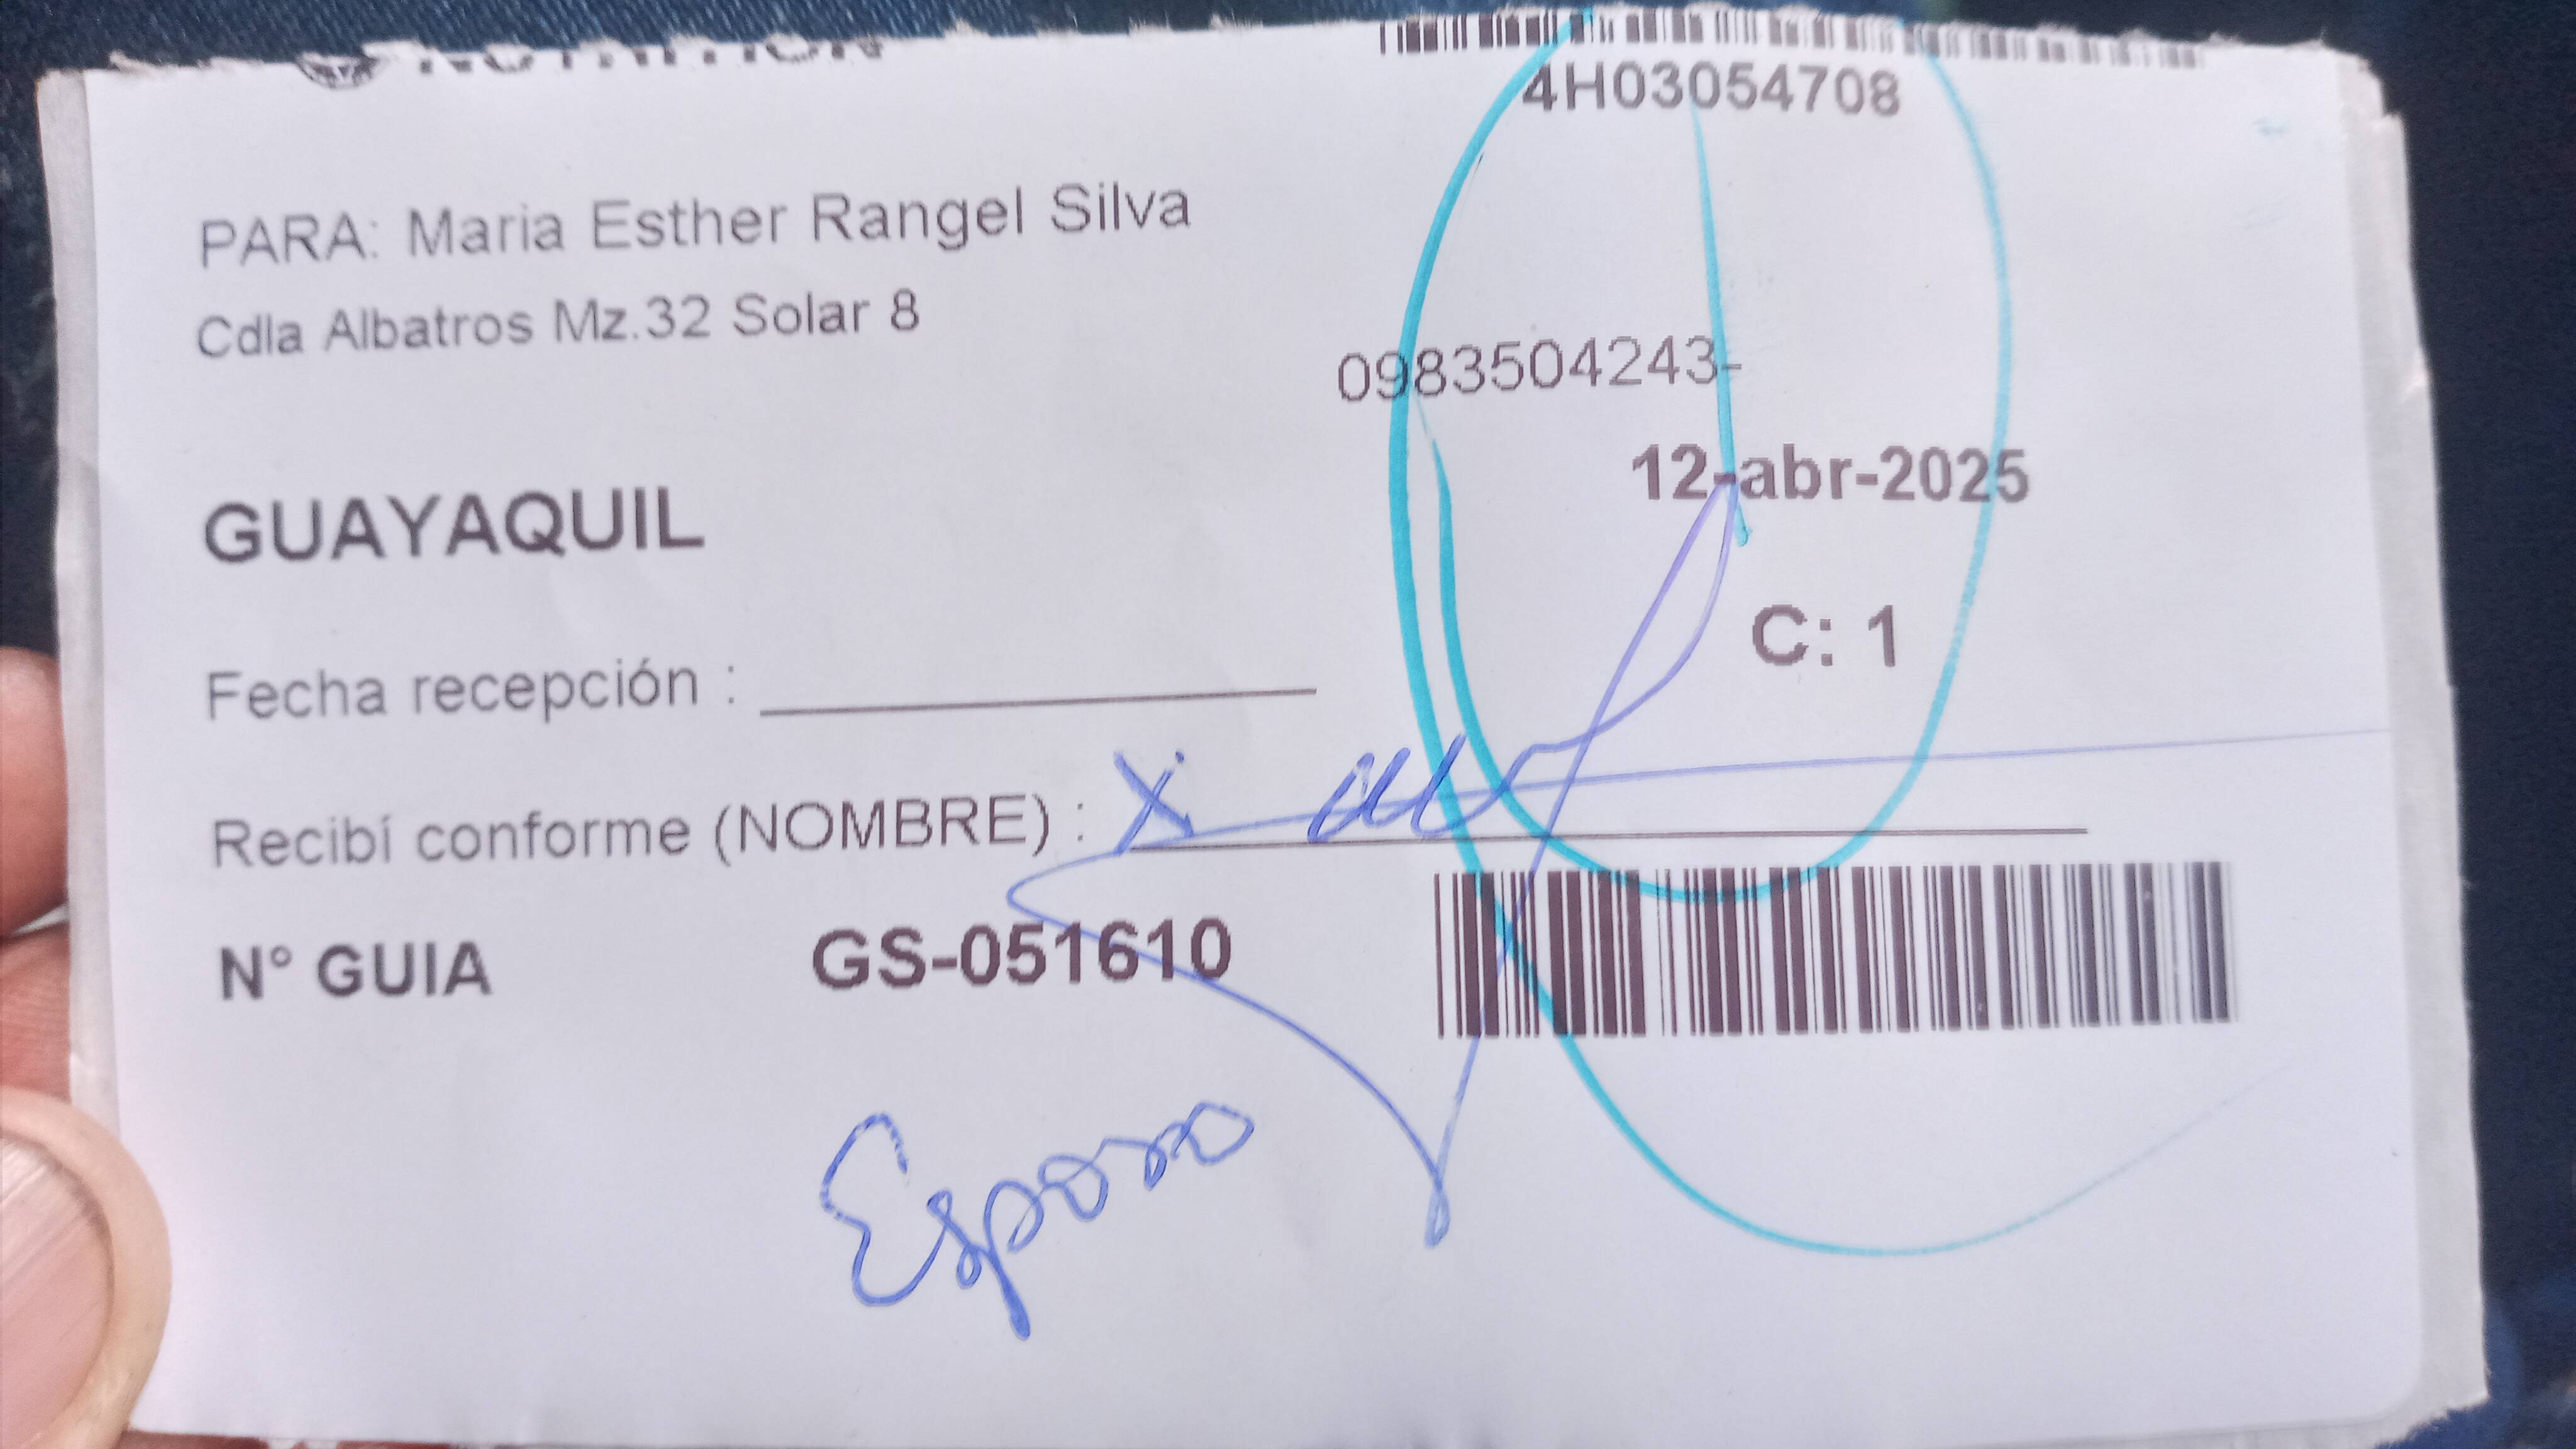 4H03054708
PARA: Maria Esther Rangel Silva
Cdla Albatros Mz.32 Solar 8
0983504243-
12-abr-2025
GUAYAQUIL
C: 1
Fecha recepción :
Recibí conforme (NOMBRE) : X
N° GUIA GS-051610
Esposo